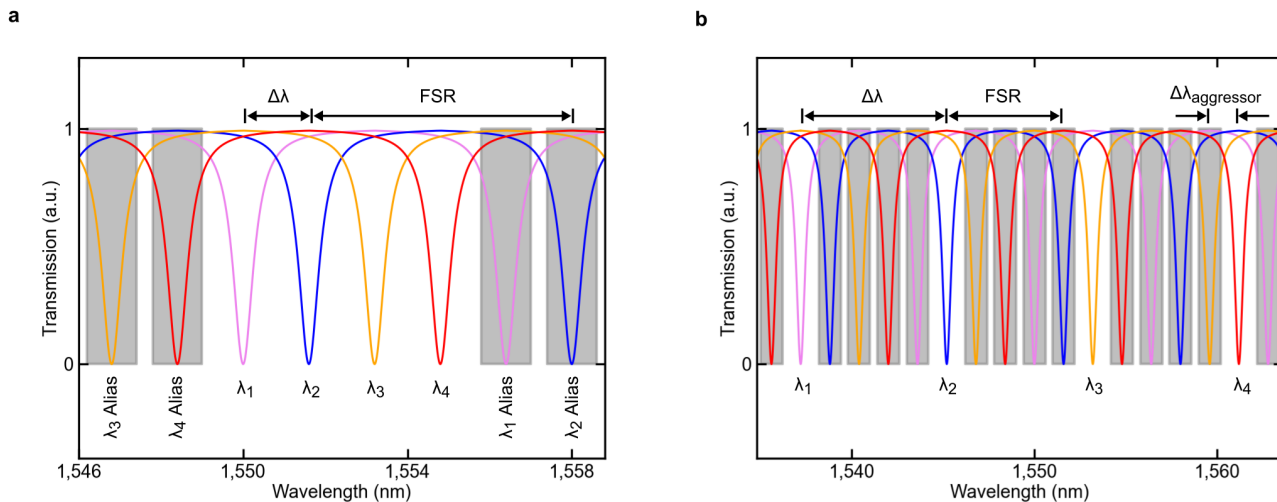 a
Δλ
FSR
1
0
Transmission (a.u.)
λ3 Alias
λ4 Alias
λ1
λ2
λ3
λ4
λ1 Alias
λ2 Alias
1,546
1,550
1,554
1,558
Wavelength (nm)
b
Δλ
FSR
Δλaggressor
1
0
Transmission (a.u.)
λ1
λ2
λ3
λ4
1,540
1,550
1,560
Wavelength (nm)